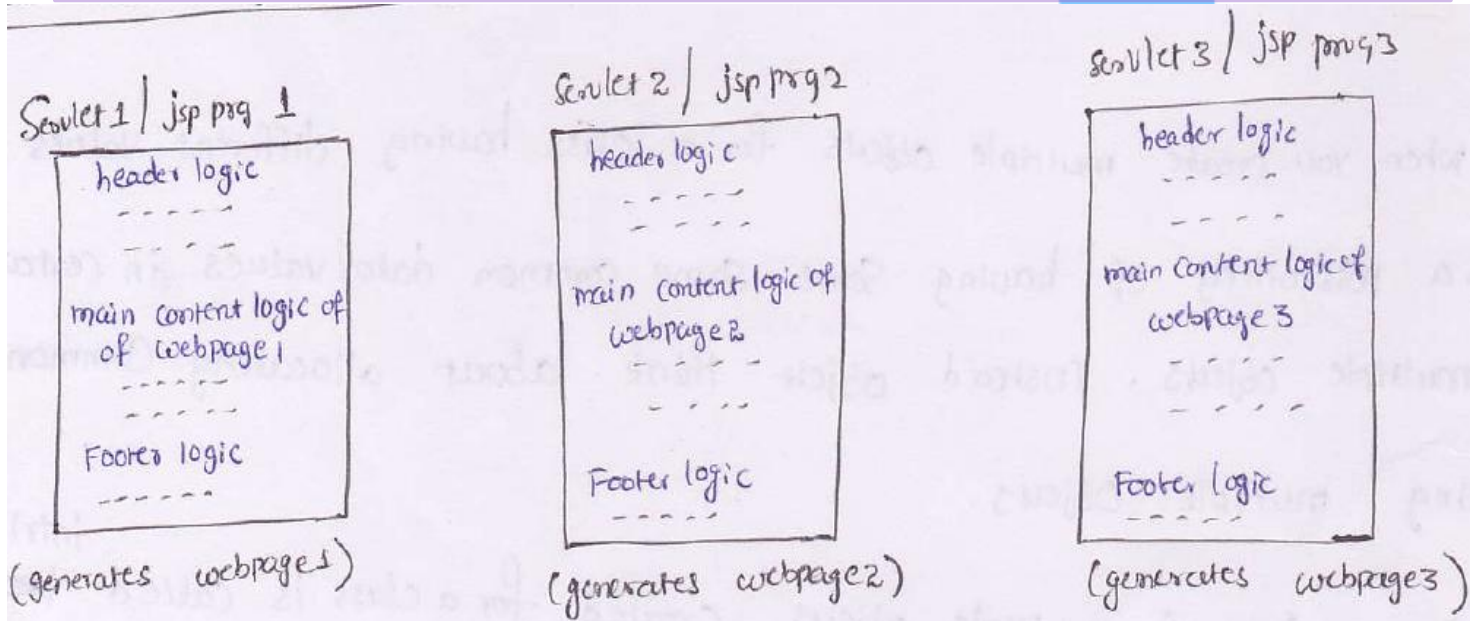 Servlet 1 / jsp prg 1
header logic
main content logic of
of webpage1
Footer logic
(generates webpage1)
Servlet 2 / jsp prg2
header logic
main content logic of
webpage2
Footer logic
(generates webpage2)
servlet 3 / jsp prog3
header logic
main content logic of
webpage 3
Footer logic
(generates webpage3)